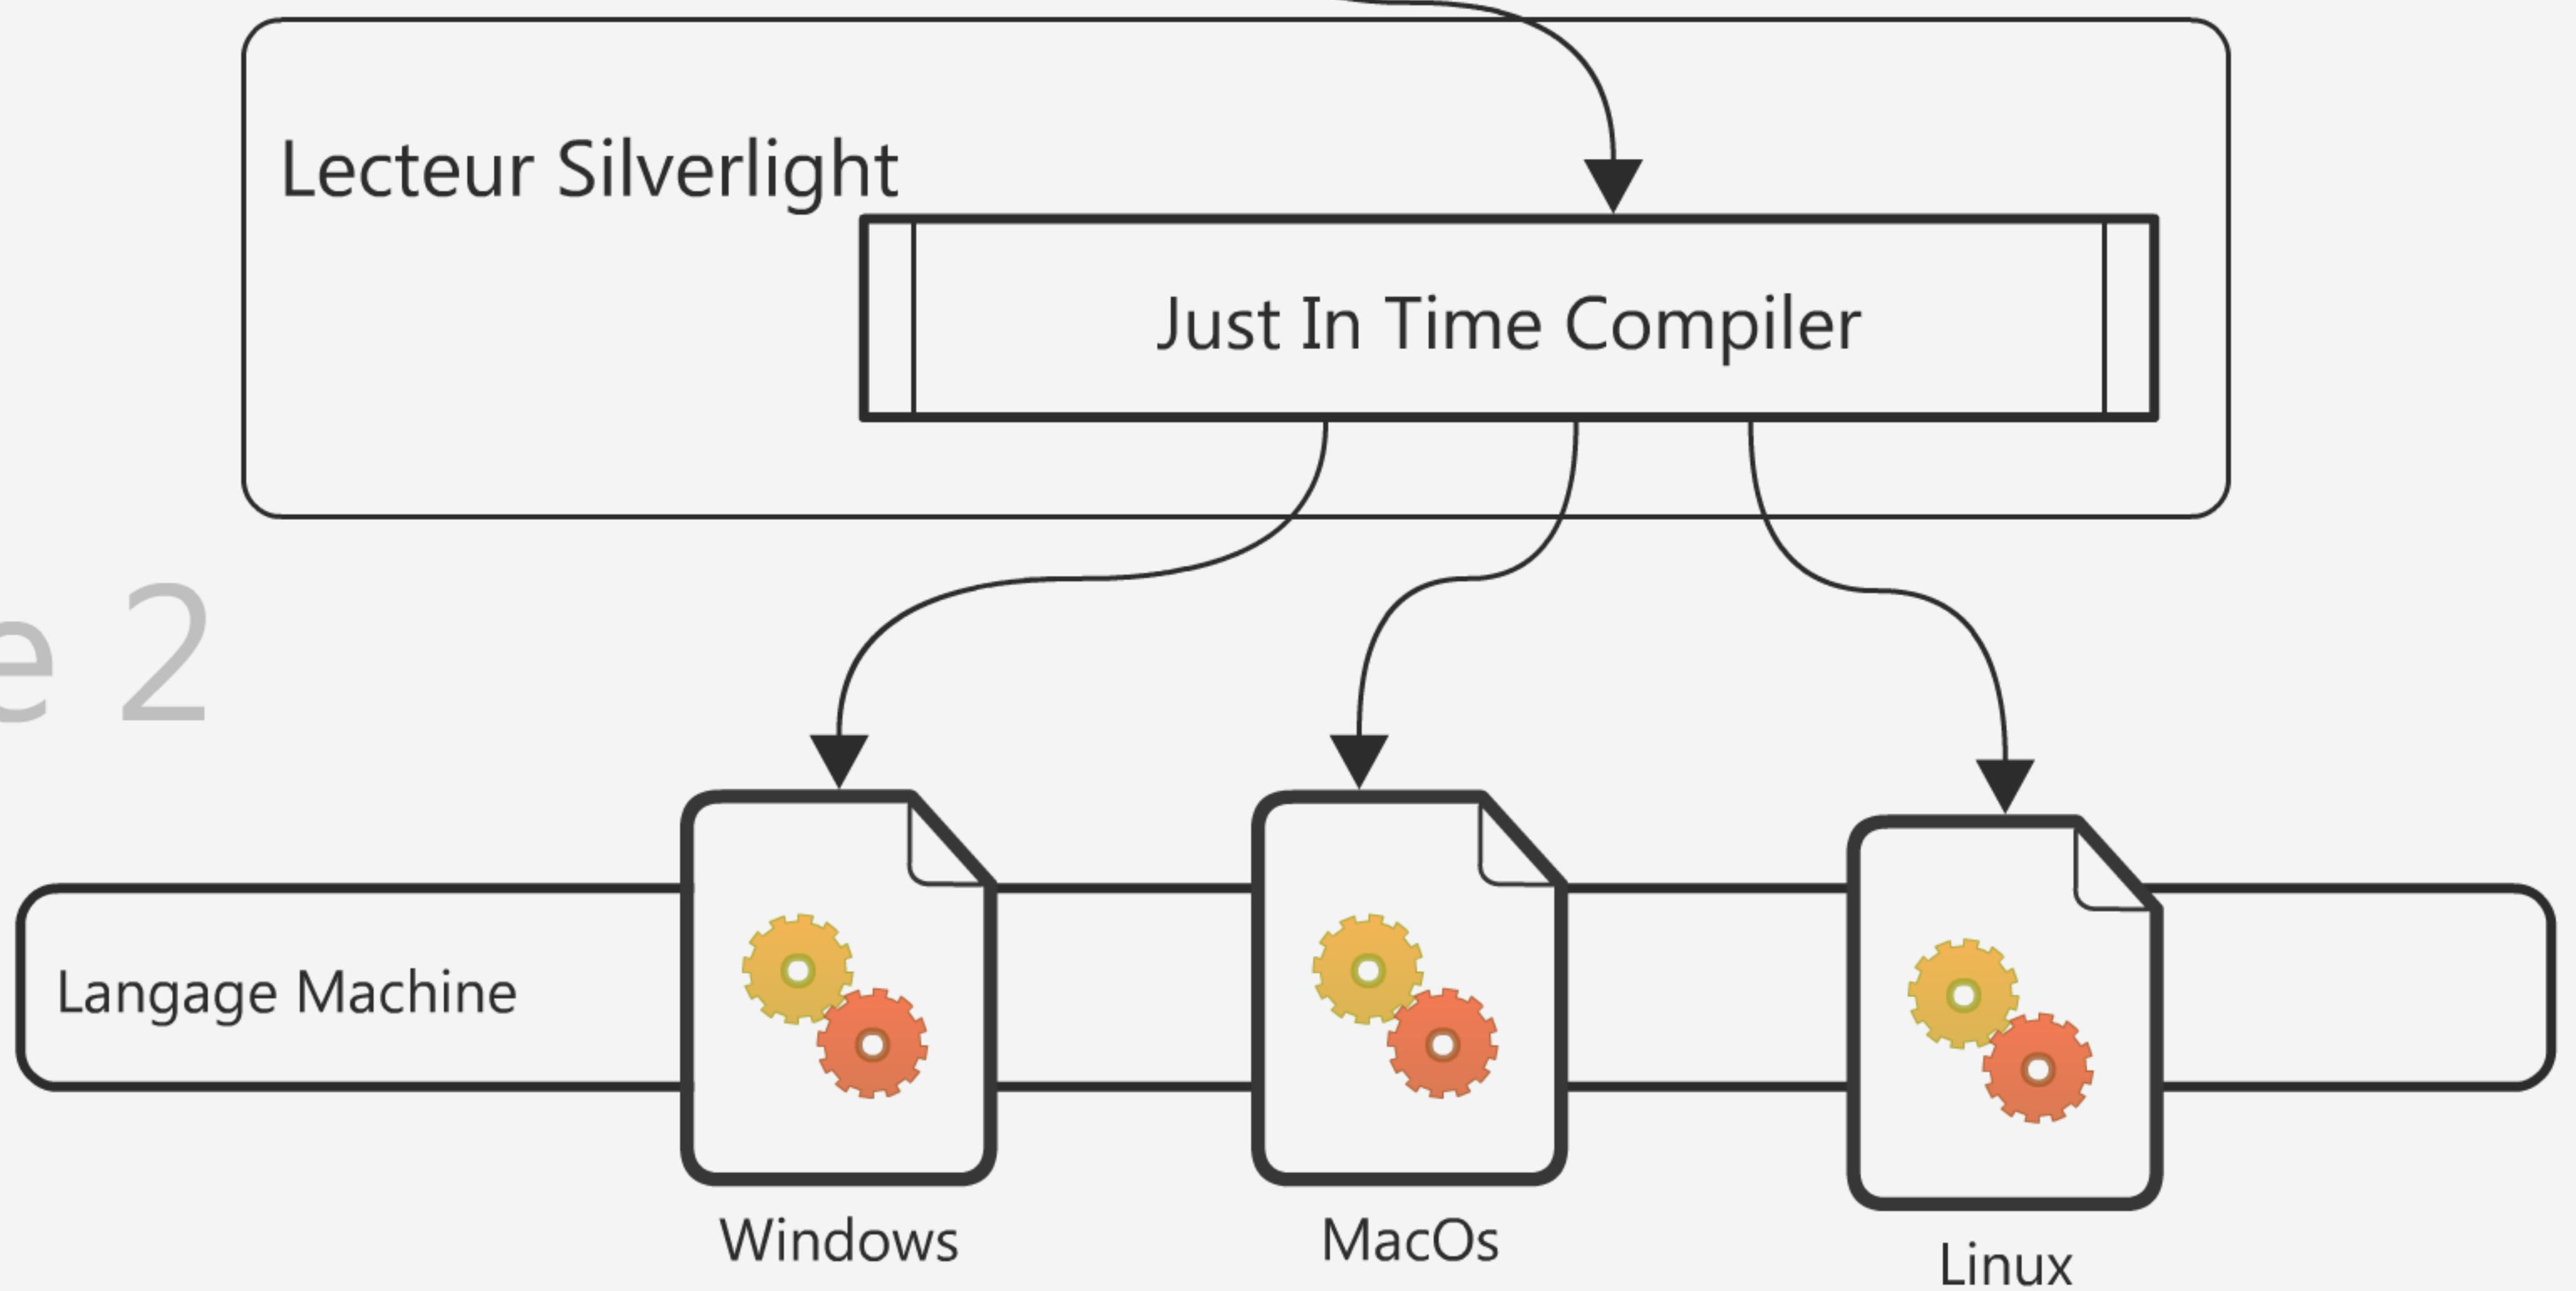 Lecteur Silverlight
Just In Time Compiler
e 2
Langage Machine
Windows
MacOs
Linux